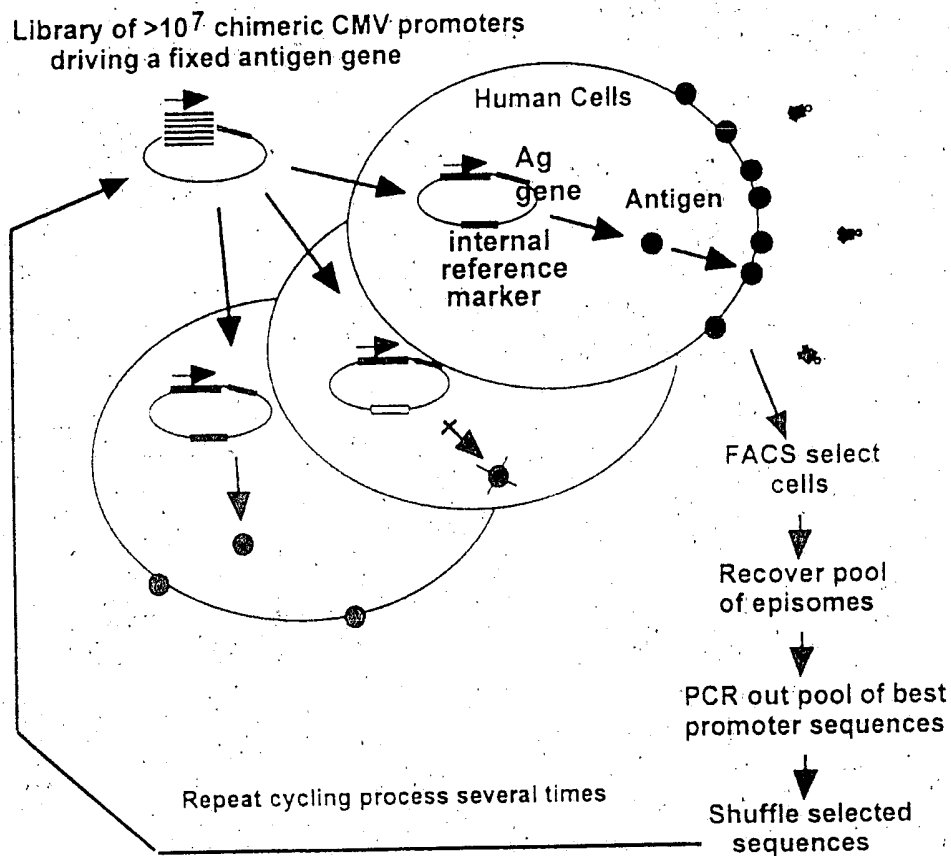 Library of >10⁷ chimeric CMV promoters
driving a fixed antigen gene
Human Cells
Ag
gene
Antigen
internal
reference
marker
FACS select
cells
Recover pool
of episomes
PCR out pool of best
promoter sequences
Shuffle selected
sequences
Repeat cycling process several times